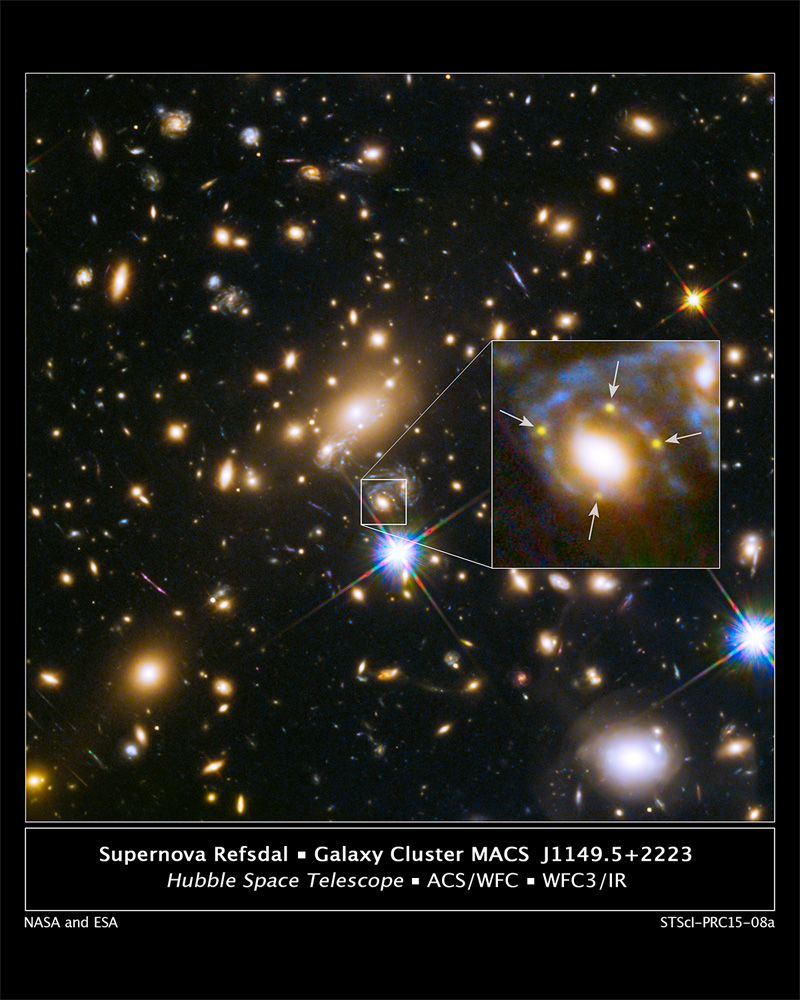 Supernova Refsdal ▪ Galaxy Cluster MACS J1149.5+2223
Hubble Space Telescope ▪ ACS/WFC ▪ WFC3/IR
NASA and ESA
STScI-PRC15-08a